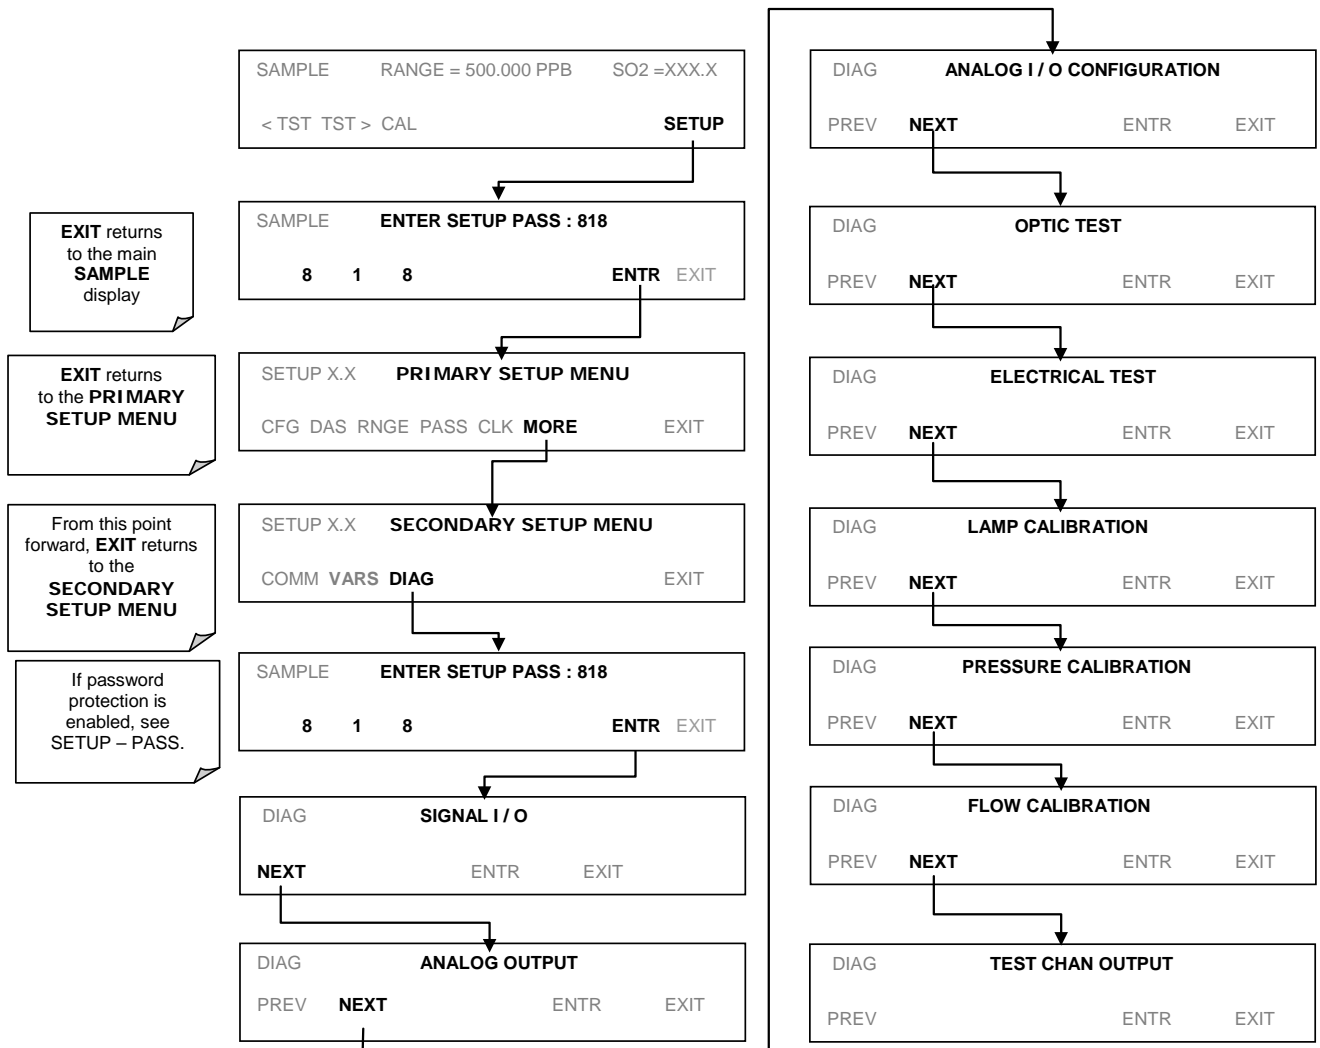 SAMPLE RANGE = 500.000 PPB SO2 =XXX.X
< TST TST > CAL SETUP
EXIT returns
to the main
SAMPLE
display
SAMPLE ENTER SETUP PASS : 818
8 1 8 ENTR EXIT
EXIT returns
to the PRIMARY
SETUP MENU
SETUP X.X PRIMARY SETUP MENU
CFG DAS RNGE PASS CLK MORE EXIT
From this point
forward, EXIT returns
to the
SECONDARY
SETUP MENU
SETUP X.X SECONDARY SETUP MENU
COMM VARS DIAG EXIT
If password
protection is
enabled, see
SETUP – PASS.
SAMPLE ENTER SETUP PASS : 818
8 1 8 ENTR EXIT
DIAG SIGNAL I / O
NEXT ENTR EXIT
DIAG ANALOG OUTPUT
PREV NEXT ENTR EXIT
DIAG ANALOG I / O CONFIGURATION
PREV NEXT ENTR EXIT
DIAG OPTIC TEST
PREV NEXT ENTR EXIT
DIAG ELECTRICAL TEST
PREV NEXT ENTR EXIT
DIAG LAMP CALIBRATION
PREV NEXT ENTR EXIT
DIAG PRESSURE CALIBRATION
PREV NEXT ENTR EXIT
DIAG FLOW CALIBRATION
PREV NEXT ENTR EXIT
DIAG TEST CHAN OUTPUT
PREV ENTR EXIT